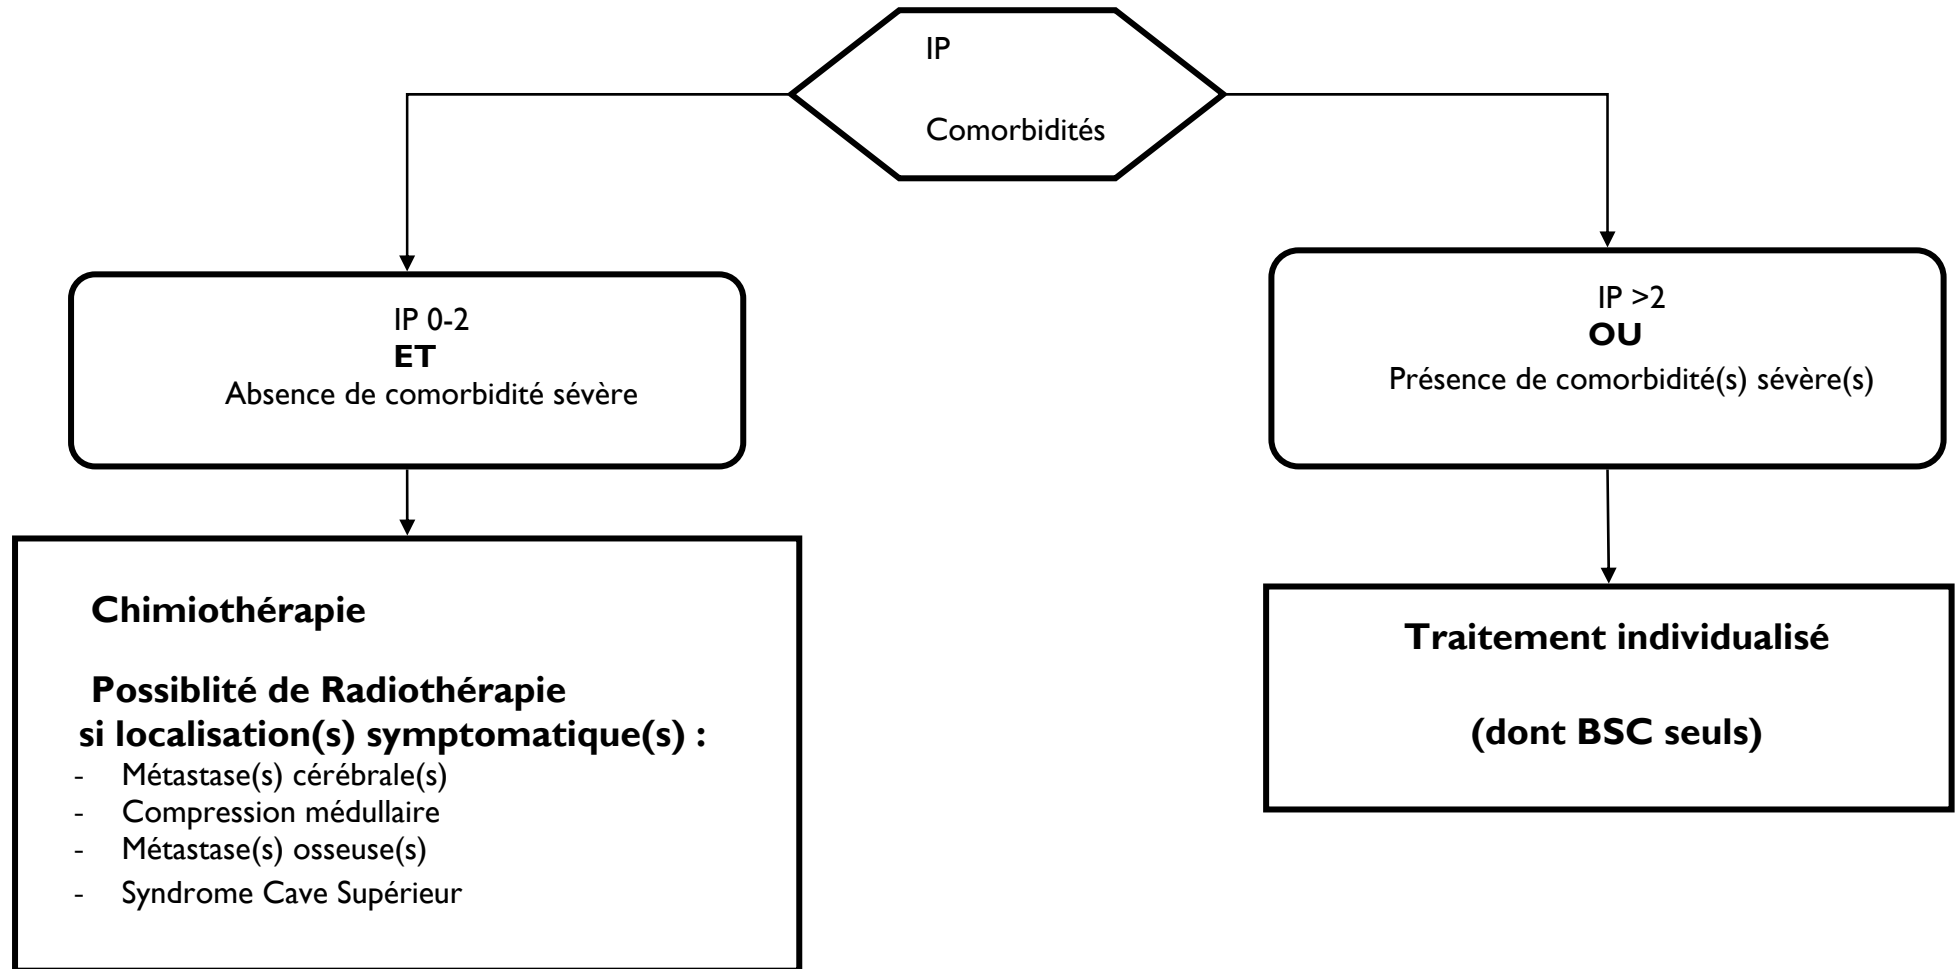 IP
Comorbidités
IP 0-2
ET
Absence de comorbidité sévère
IP >2
OU
Présence de comorbidité(s) sévère(s)
Chimiothérapie
Possiblité de Radiothérapie
si localisation(s) symptomatique(s) :
- Métastase(s) cérébrale(s)
- Compression médullaire
- Métastase(s) osseuse(s)
- Syndrome Cave Supérieur
Traitement individualisé
(dont BSC seuls)